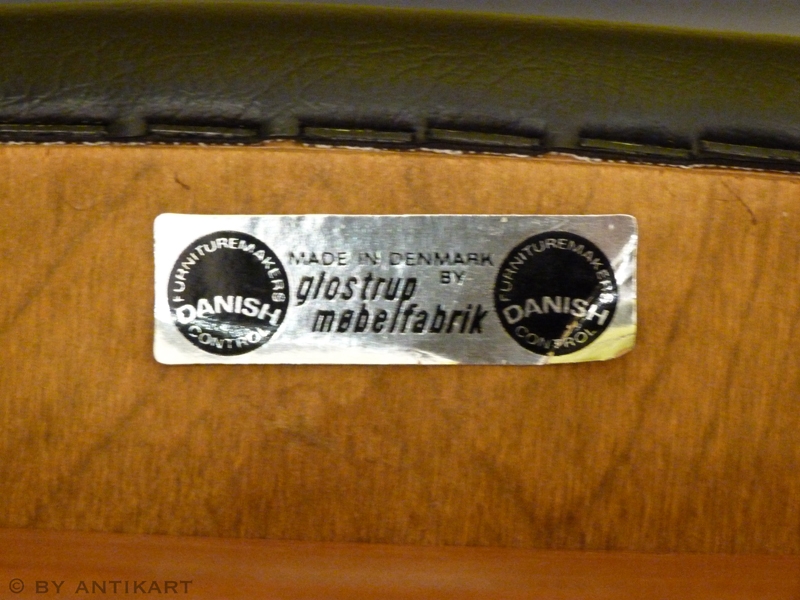 FURNITUREMAKERS
DANISH
CONTROL
MADE IN DENMARK
BY
glostrup
møbelfabrik
FURNITUREMAKERS
DANISH
CONTROL
© BY ANTIKART